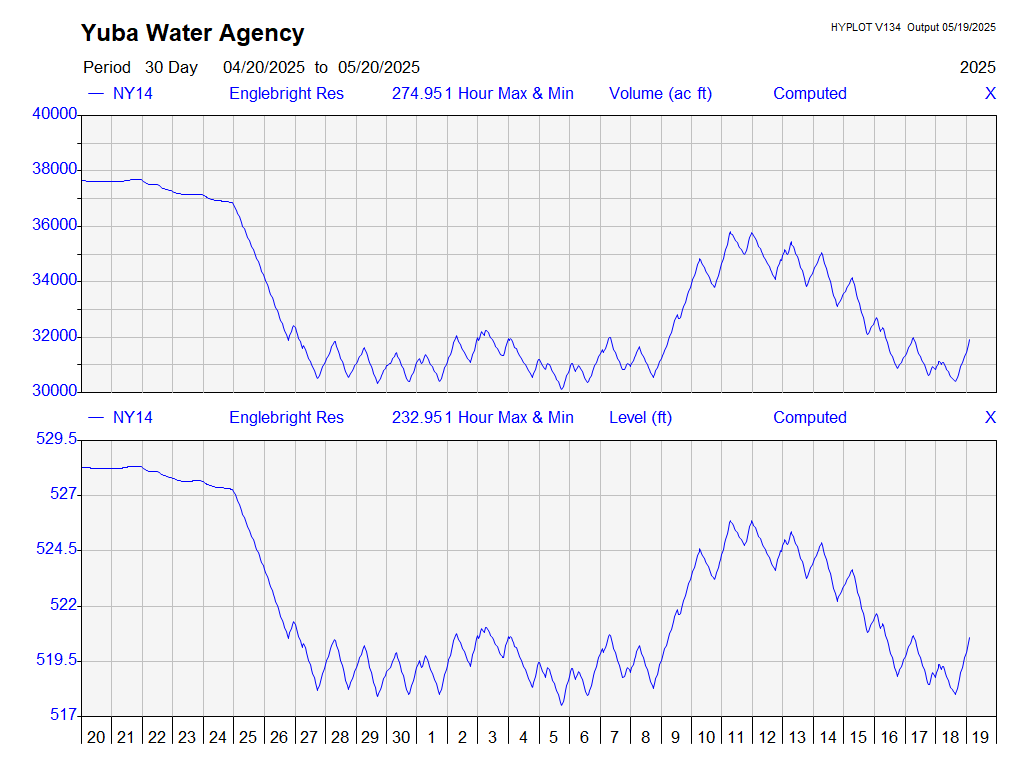 Yuba Water Agency
HYPLOT V134 Output 05/19/2025
Period 30 Day 04/20/2025 to 05/20/2025 2025
NY14 Englebright Res 274.951 Hour Max & Min Volume (ac ft) Computed X
40000
38000
36000
34000
32000
30000
NY14 Englebright Res 232.951 Hour Max & Min Level (ft) Computed X
529.5
527
524.5
522
519.5
517
20 21 22 23 24 25 26 27 28 29 30 1 2 3 4 5 6 7 8 9 10 11 12 13 14 15 16 17 18 19